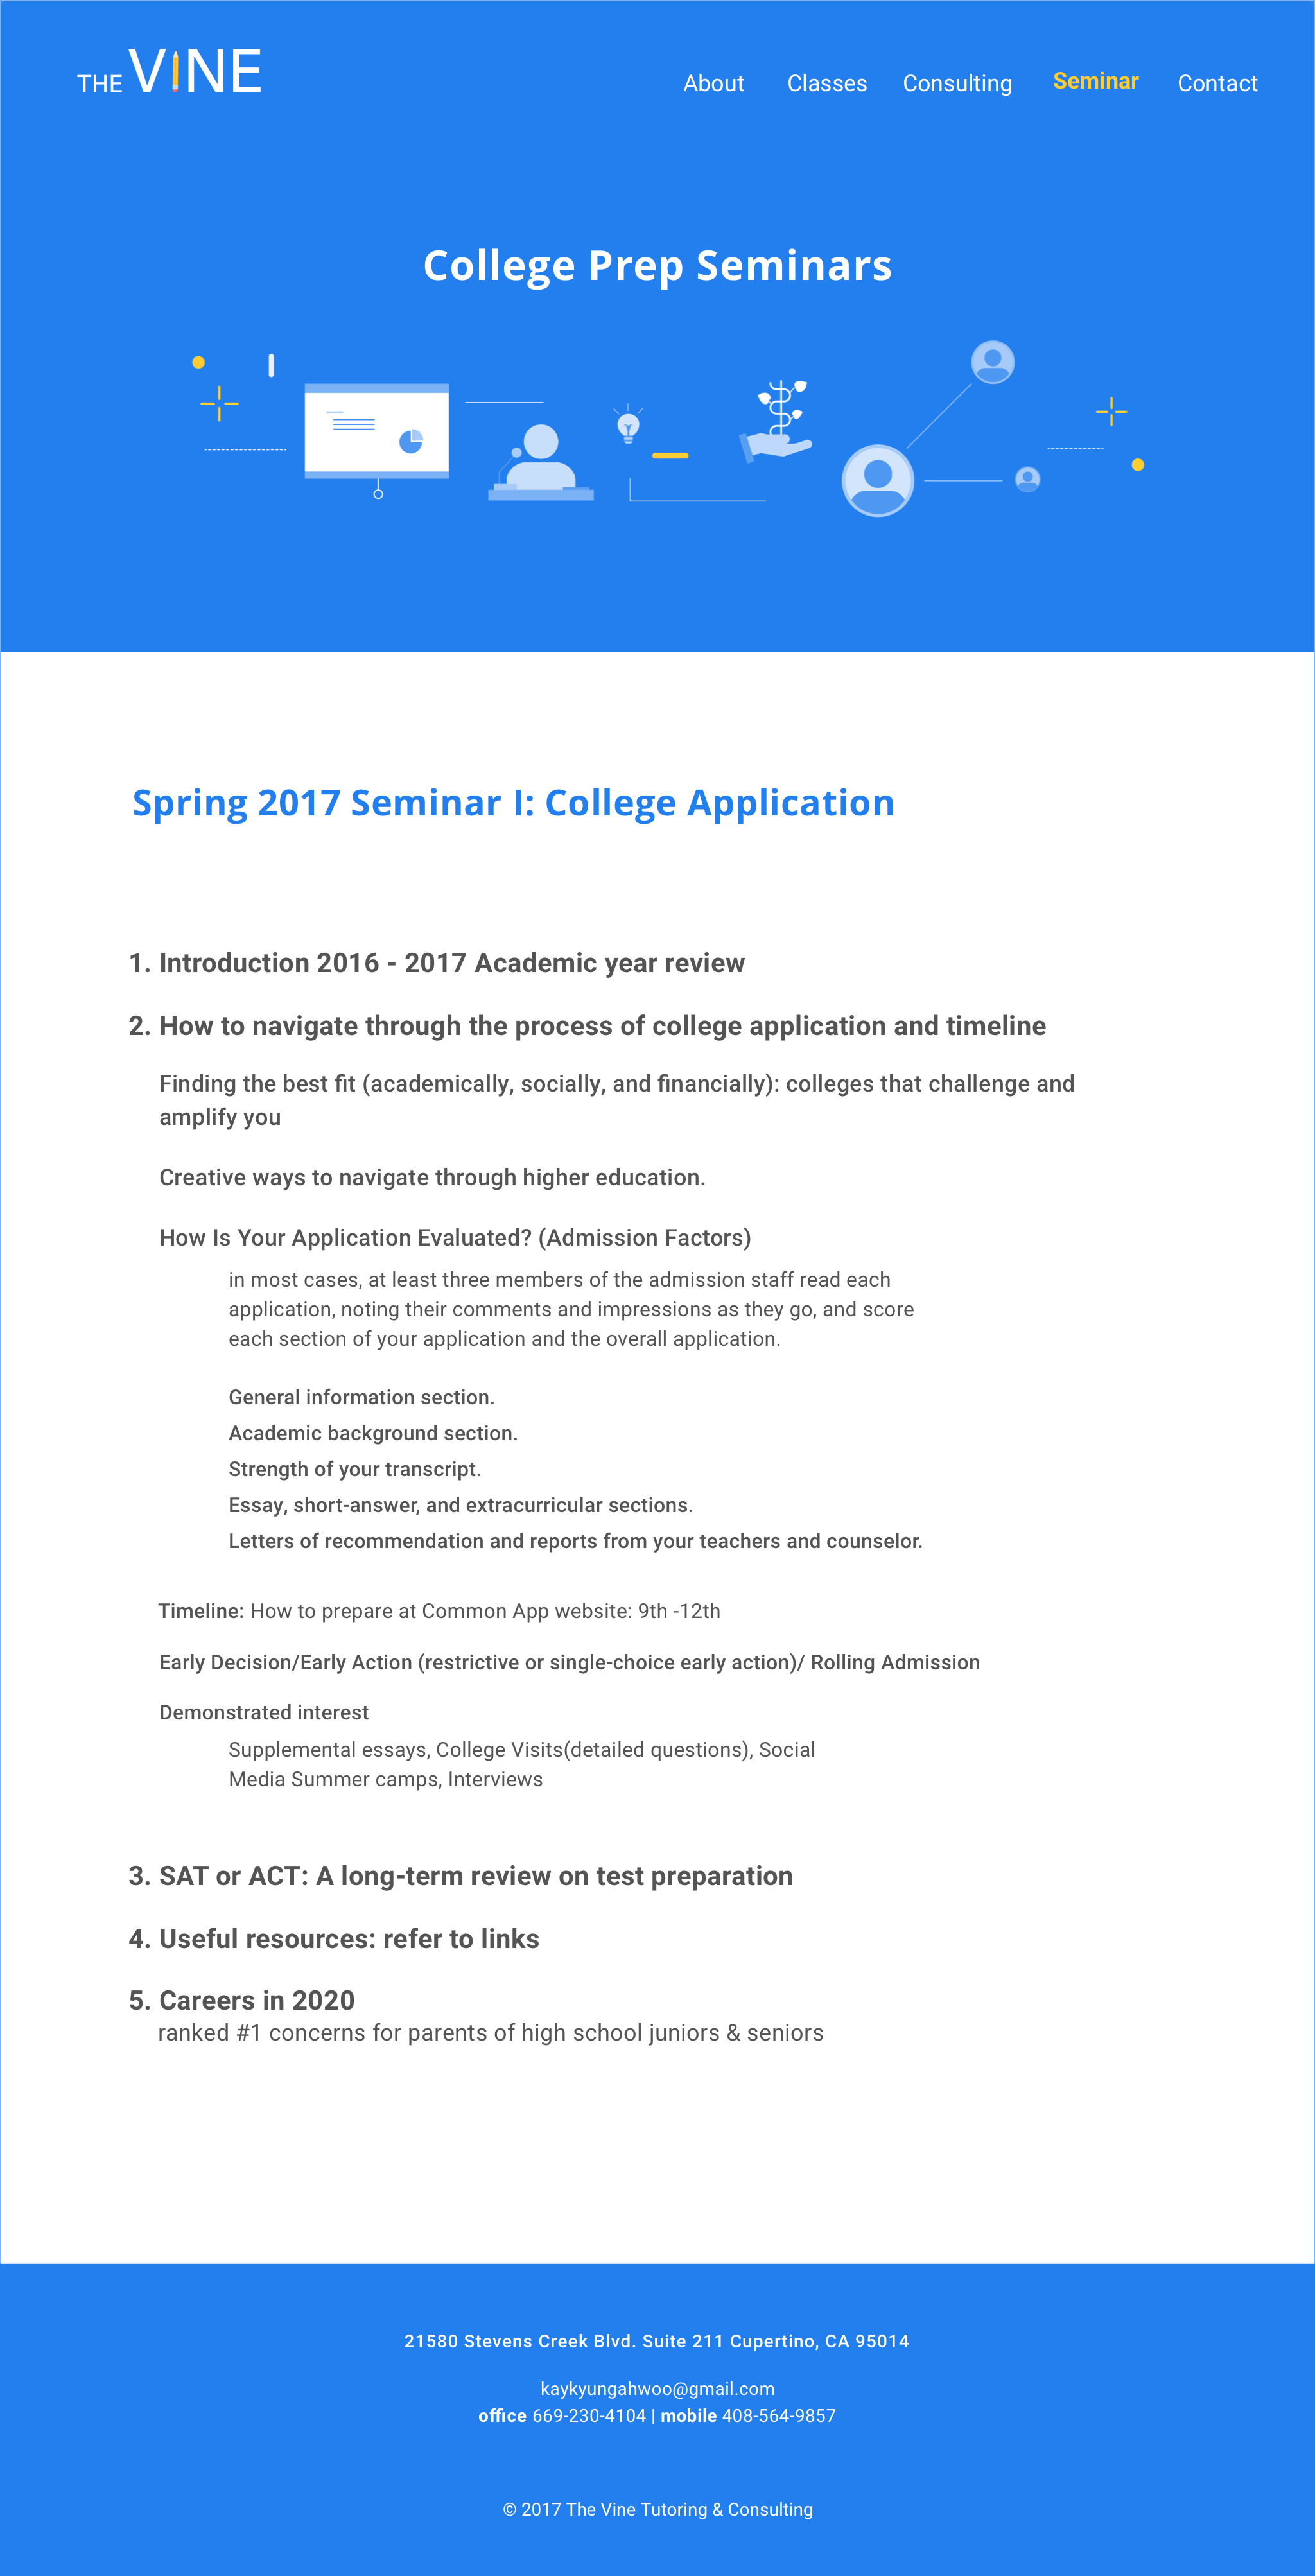 THE VINE
About Classes Consulting Seminar Contact
College Prep Seminars
Spring 2017 Seminar I: College Application
1. Introduction 2016 - 2017 Academic year review
2. How to navigate through the process of college application and timeline
Finding the best fit (academically, socially, and financially): colleges that challenge and
amplify you
Creative ways to navigate through higher education.
How Is Your Application Evaluated? (Admission Factors)
in most cases, at least three members of the admission staff read each
application, noting their comments and impressions as they go, and score
each section of your application and the overall application.
General information section.
Academic background section.
Strength of your transcript.
Essay, short-answer, and extracurricular sections.
Letters of recommendation and reports from your teachers and counselor.
Timeline: How to prepare at Common App website: 9th -12th
Early Decision/Early Action (restrictive or single-choice early action)/ Rolling Admission
Demonstrated interest
Supplemental essays, College Visits(detailed questions), Social
Media Summer camps, Interviews
3. SAT or ACT: A long-term review on test preparation
4. Useful resources: refer to links
5. Careers in 2020
ranked #1 concerns for parents of high school juniors & seniors
21580 Stevens Creek Blvd. Suite 211 Cupertino, CA 95014
kaykyungahwoo@gmail.com
office 669-230-4104 | mobile 408-564-9857
© 2017 The Vine Tutoring & Consulting